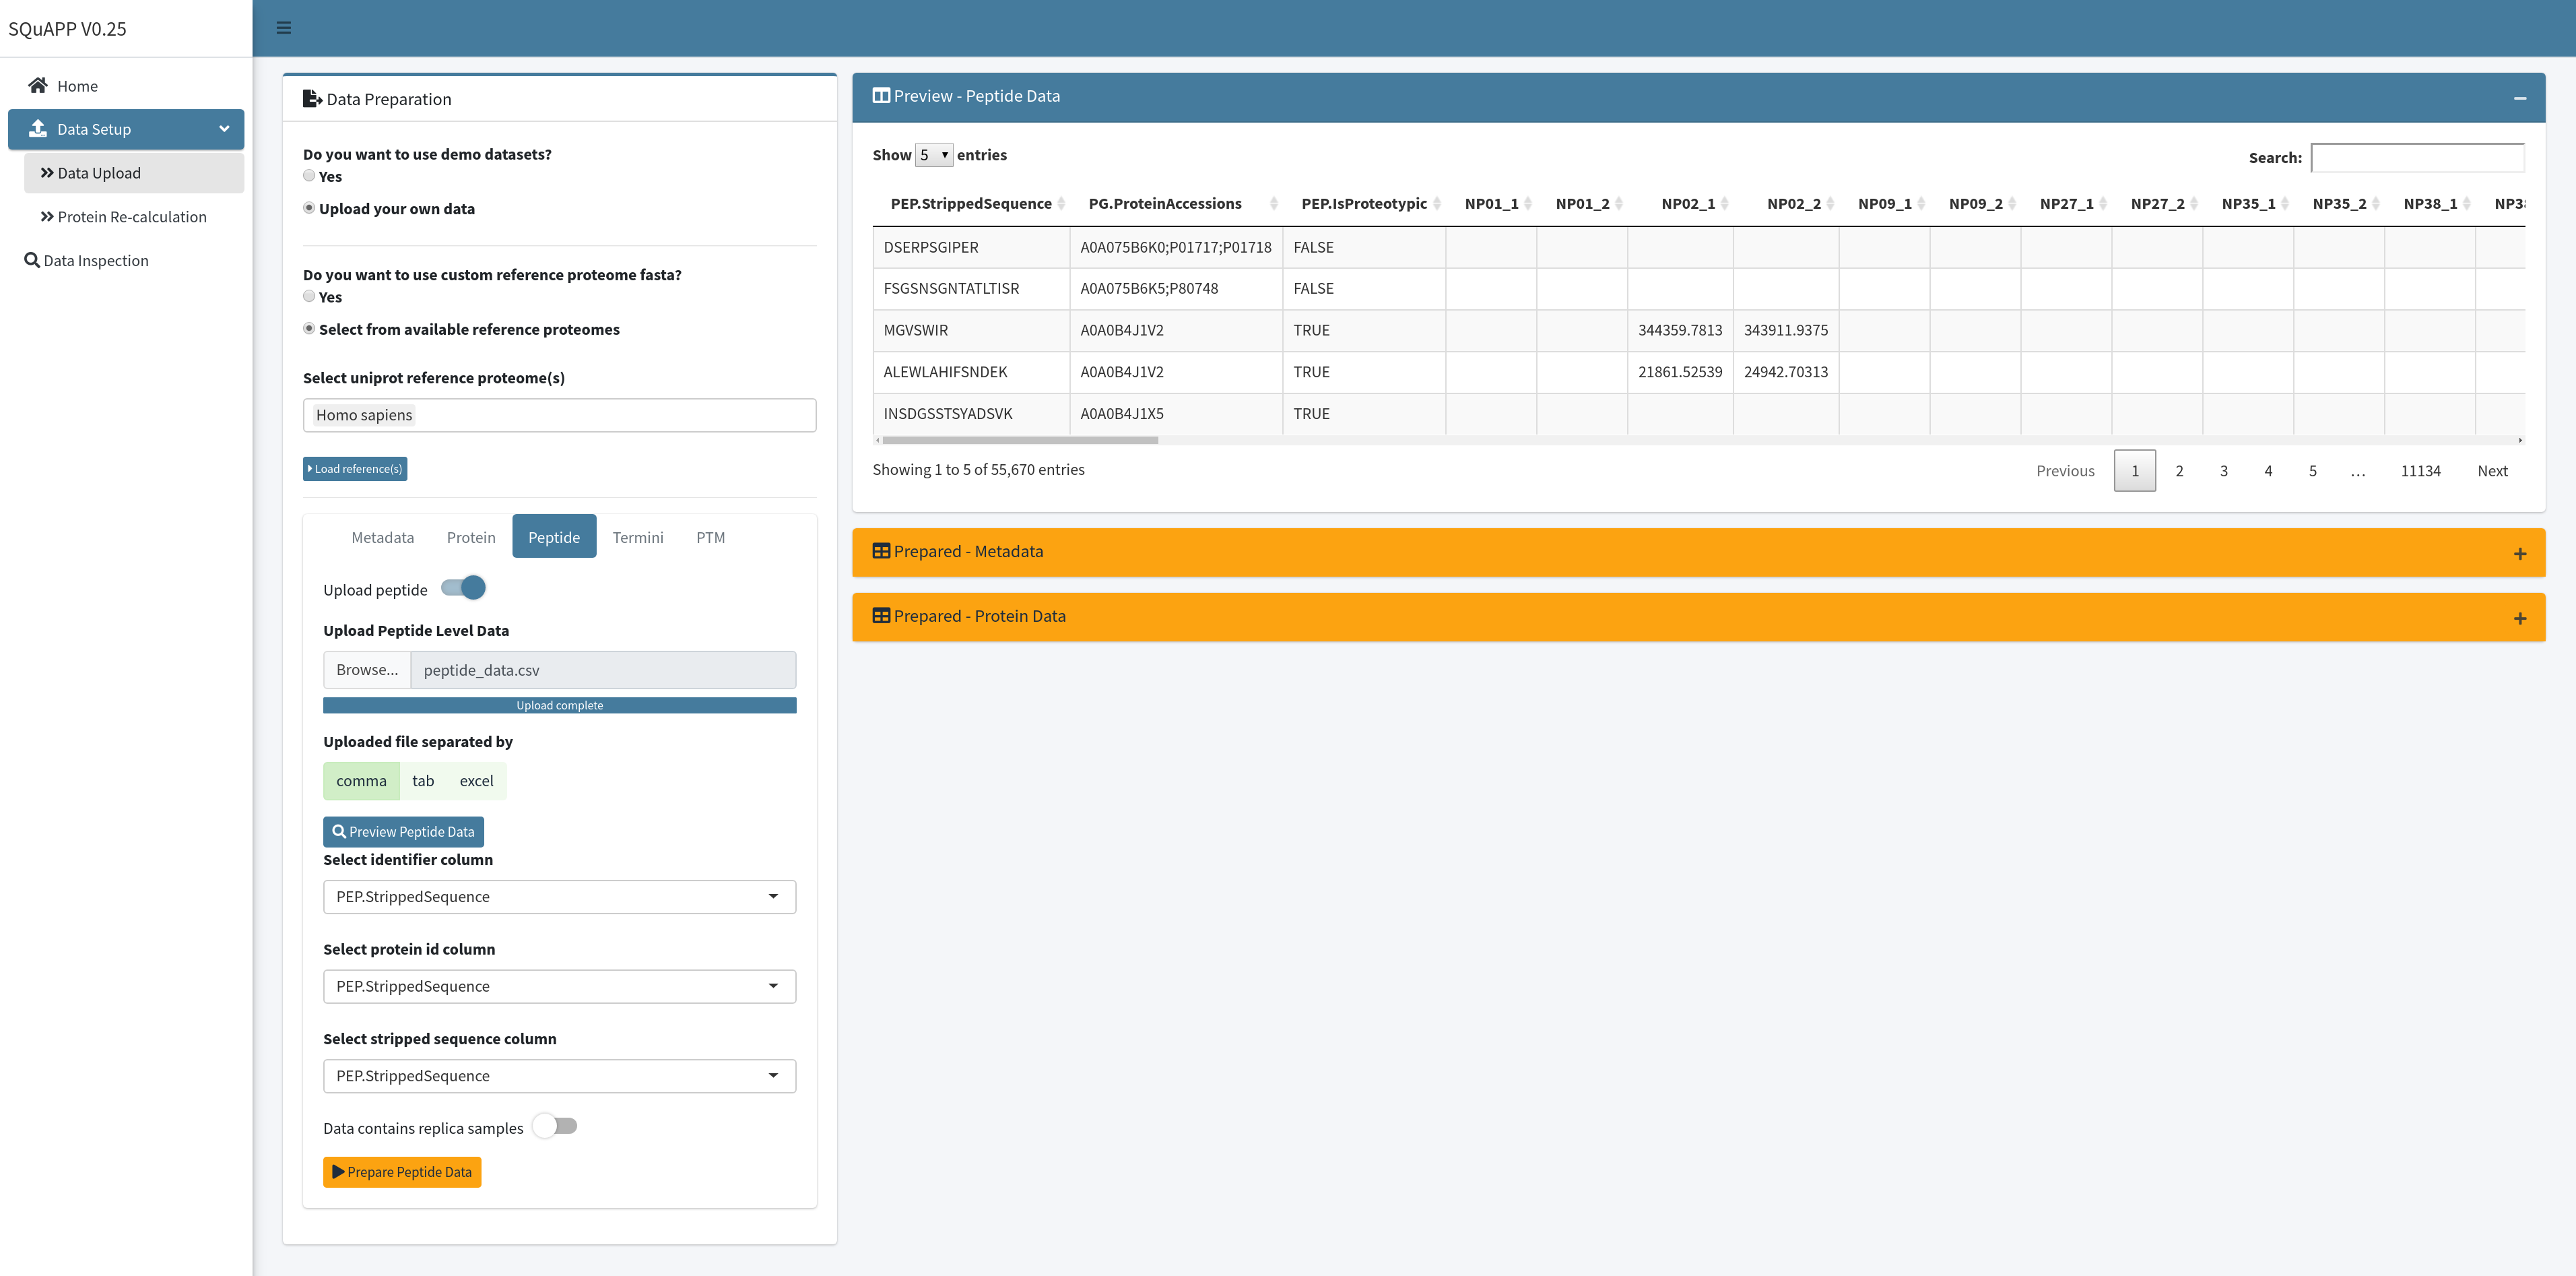 SQuAPP V0.25
Home
Data Setup
Data Upload
Protein Re-calculation
Data Inspection
Data Preparation
Do you want to use demo datasets?
Yes
Upload your own data
Do you want to use custom reference proteome fasta?
Yes
Select from available reference proteomes
Select uniprot reference proteome(s)
Homo sapiens
Load reference(s)
Metadata Protein Peptide Termini PTM
Upload peptide
Upload Peptide Level Data
Browse... peptide_data.csv
Upload complete
Uploaded file separated by
comma tab excel
Preview Peptide Data
Select identifier column
PEP.StrippedSequence
Select protein id column
PEP.StrippedSequence
Select stripped sequence column
PEP.StrippedSequence
Data contains replica samples
Prepare Peptide Data
Preview - Peptide Data
Show 5 entries Search:
PEP.StrippedSequence PG.ProteinAccessions PEP.IsProteotypic NP01_1 NP01_2 NP02_1 NP02_2 NP09_1 NP09_2 NP27_1 NP27_2 NP35_1 NP35_2 NP38_1
DSERPSGIPER A0A075B6K0;P01717;P01718 FALSE
FSGSNSGNTATLTISR A0A075B6K5;P80748 FALSE
MGVSWIR A0A0B4J1V2 TRUE 344359.7813 343911.9375
ALEWLAHIFSNDEK A0A0B4J1V2 TRUE 21861.52539 24942.70313
INSDGSSTSYADSVK A0A0B4J1X5 TRUE
Showing 1 to 5 of 55,670 entries Previous 1 2 3 4 5 … 11134 Next
Prepared - Metadata
Prepared - Protein Data